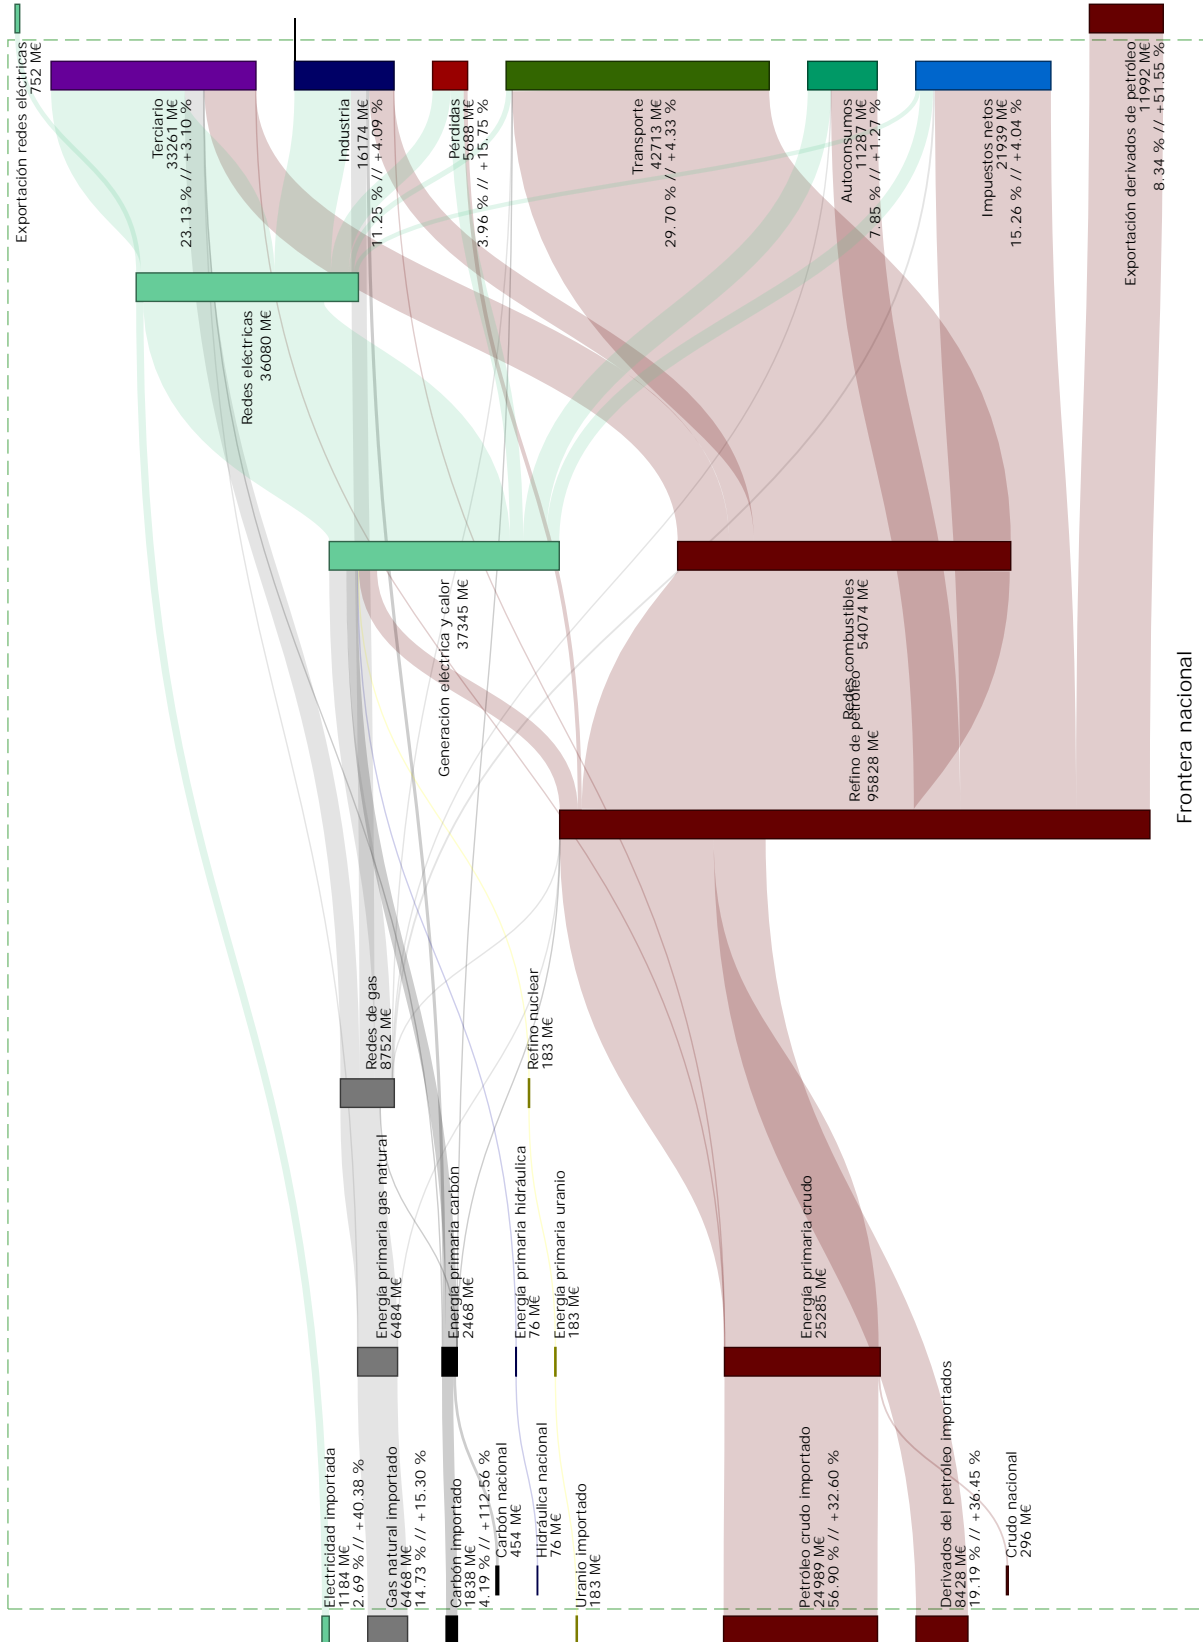 Exportación redes eléctricas
752 M€
Terciario
33261 M€
23.13 % // +3.10 %
Industria
16174 M€
11.25 % // +4.09 %
Pérdidas
5688 M€
3.96 % // +15.75 %
Transporte
42713 M€
29.70 % // +4.33 %
Autoconsumos
11287 M€
7.85 % // +1.27 %
Impuestos netos
21939 M€
15.26 % // +4.04 %
Exportación derivados de petróleo
11992 M€
8.34 % // +51.55 %
Redes eléctricas
36080 M€
Generación eléctrica y calor
37345 M€
Redes combustibles
54074 M€
Refino de petróleo
95828 M€
Frontera nacional
Redes de gas
8752 M€
Refino nuclear
183 M€
Energía primaria gas natural
6484 M€
Energía primaria carbón
2468 M€
Energía primaria hidráulica
76 M€
Energía primaria uranio
183 M€
Energía primaria crudo
25285 M€
Electricidad importada
1184 M€
2.69 % // +40.38 %
Gas natural importado
6468 M€
14.73 % // +15.30 %
Carbón importado
1838 M€
4.19 % // +112.56 %
Carbón nacional
454 M€
Hidráulica nacional
76 M€
Uranio importado
183 M€
Petróleo crudo importado
24989 M€
56.90 % // +32.60 %
Derivados del petróleo importados
8428 M€
19.19 % // +36.45 %
Crudo nacional
296 M€